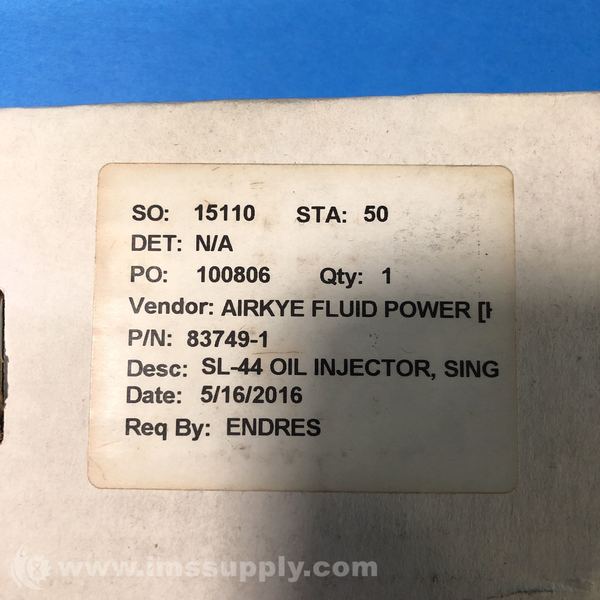 SO: 15110 STA: 50
DET: N/A
PO: 100806 Qty: 1
Vendor: AIRKYE FLUID POWER [
P/N: 83749-1
Desc: SL-44 OIL INJECTOR, SING
Date: 5/16/2016
Req By: ENDRES
www.imssupply.com